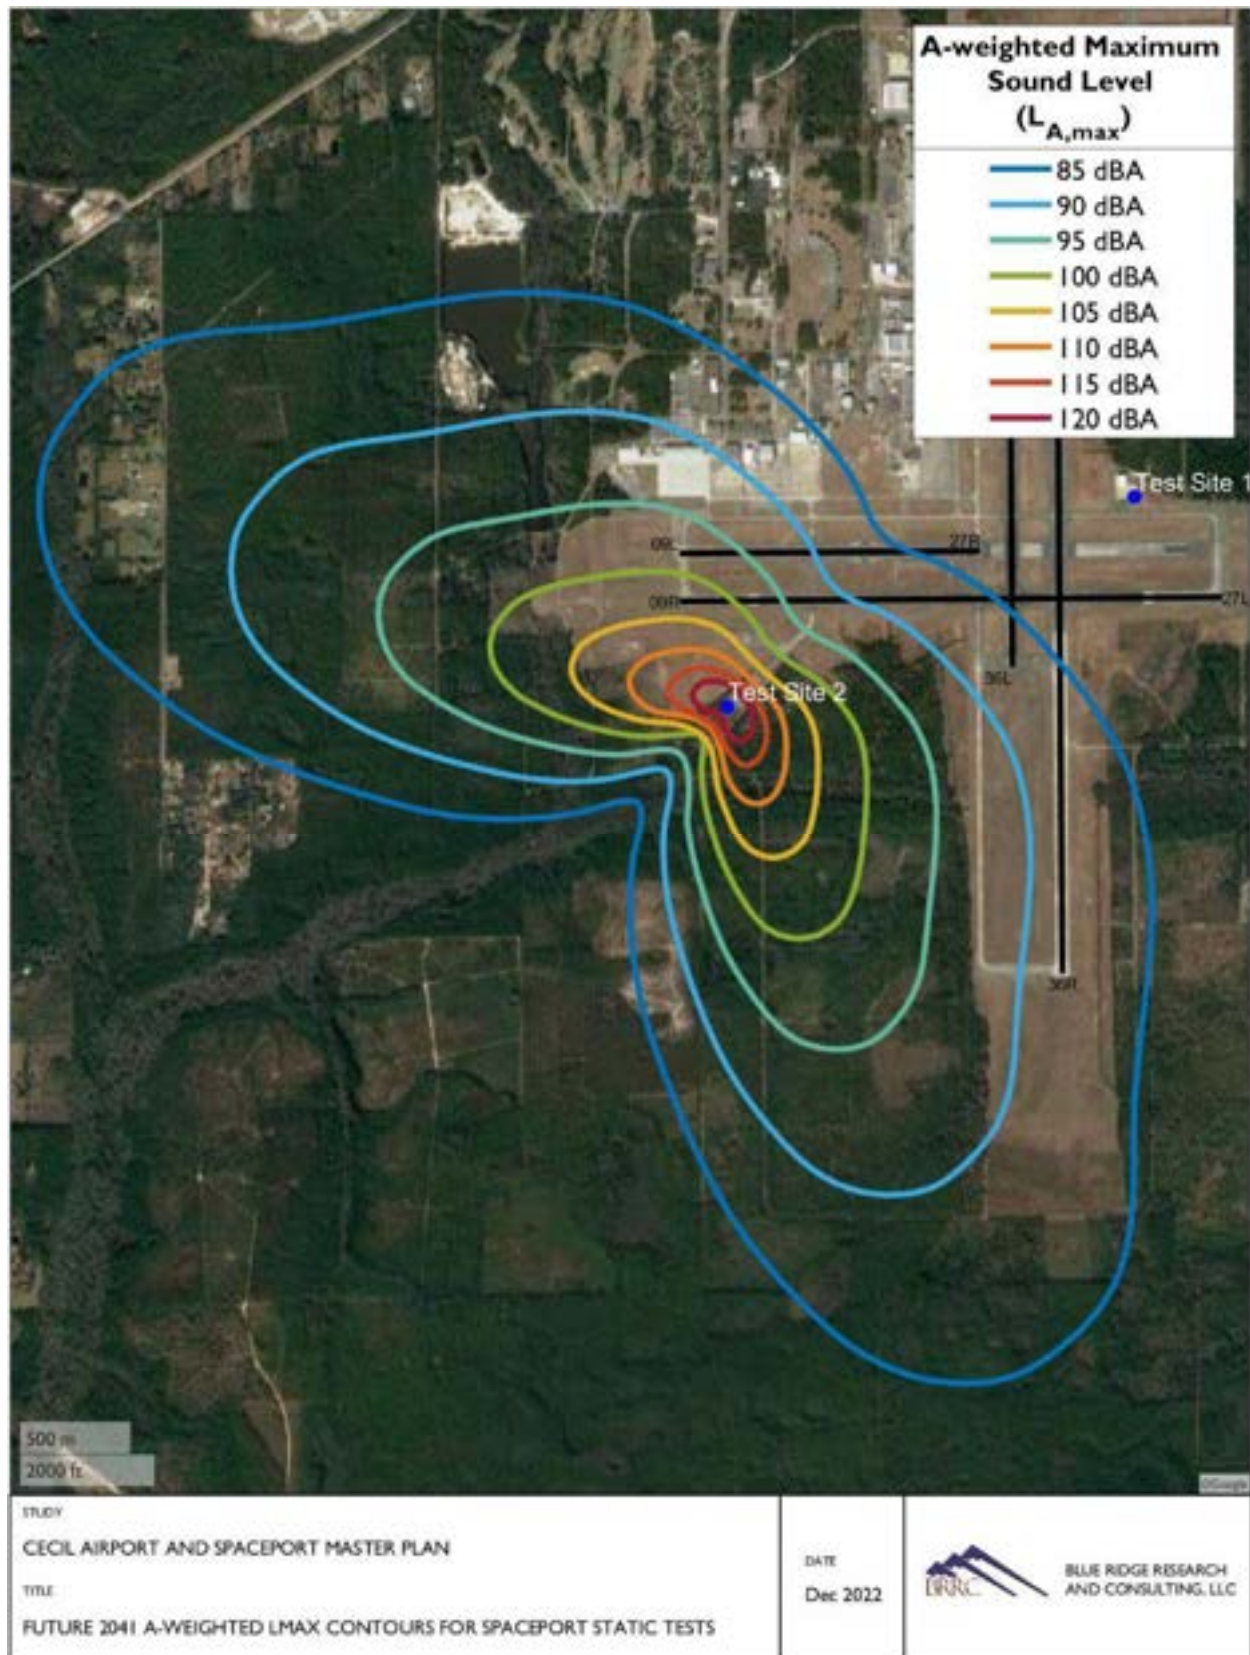 A-weighted Maximum
Sound Level
(L_A,max)
85 dBA
90 dBA
95 dBA
100 dBA
105 dBA
110 dBA
115 dBA
120 dBA
Test Site 1
09L
27R
09R
27L
36L
Test Site 2
36R
500 m
2000 ft
©Google
STUDY
CECIL AIRPORT AND SPACEPORT MASTER PLAN
TITLE
FUTURE 2041 A-WEIGHTED LMAX CONTOURS FOR SPACEPORT STATIC TESTS
DATE
Dec 2022
BRRC
BLUE RIDGE RESEARCH
AND CONSULTING, LLC